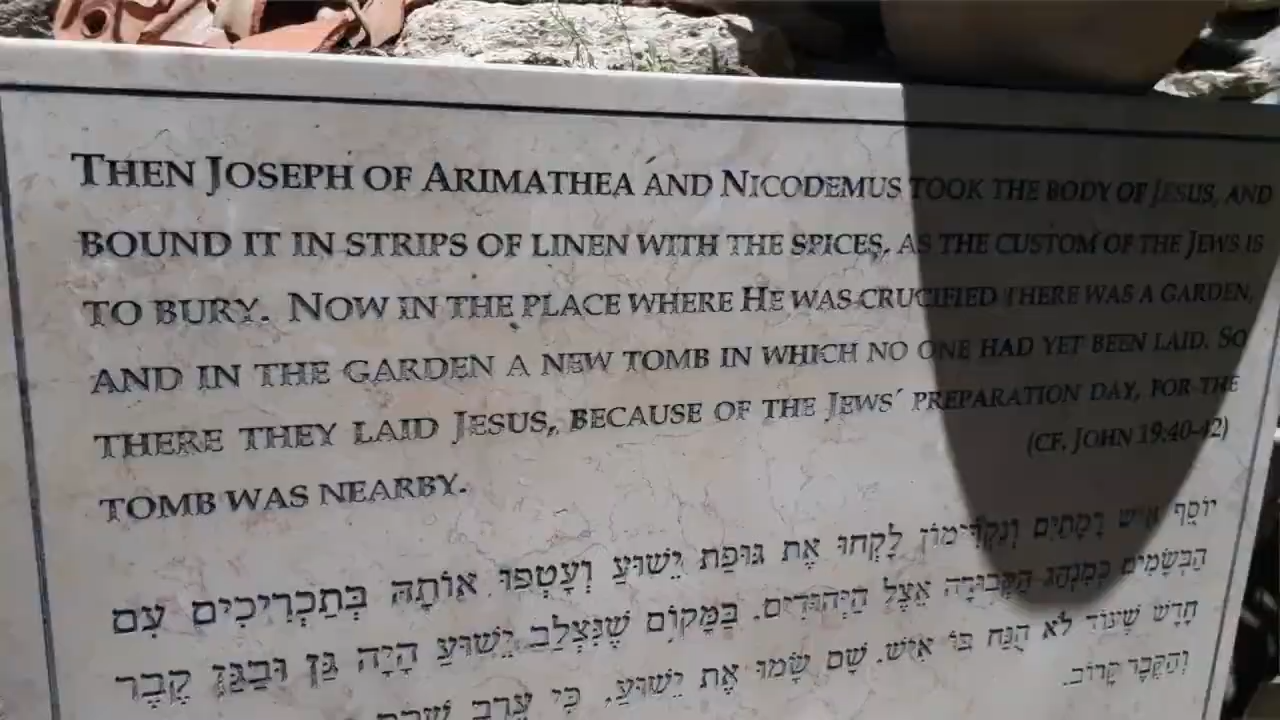 THEN JOSEPH OF ARIMATHEA AND NICODEMUS TOOK THE BODY OF JESUS, AND
BOUND IT IN STRIPS OF LINEN WITH THE SPICES, AS THE CUSTOM OF THE JEWS IS
TO BURY. NOW IN THE PLACE WHERE HE WAS CRUCIFIED THERE WAS A GARDEN,
AND IN THE GARDEN A NEW TOMB IN WHICH NO ONE HAD YET BEEN LAID. SO
THERE THEY LAID JESUS, BECAUSE OF THE JEWS´ PREPARATION DAY, FOR THE
TOMB WAS NEARBY.
(CF. JOHN 19:40-42)
יוֹסֵף אִישׁ רָמָתַיִם וְנַקְדִּימוֹן לָקְחוּ אֶת גּוּפַת יֵשׁוּעַ וְעָטְפוּ אוֹתָהּ בְּתַכְרִיכִים עִם
הַבְּשָׂמִים כְּמִנְהַג הַקְּבוּרָה אֵצֶל הַיְּהוּדִים. בַּמָּקוֹם שֶׁנִּצְלַב יֵשׁוּעַ הָיָה גַּן וּבַגַּן קֶבֶר
חָדָשׁ שֶׁעוֹד לֹא הֻנַּח בּוֹ אִישׁ. שָׁם שָׂמוּ אֶת יֵשׁוּעַ, כִּי עֶרֶב
וְהַקֶּבֶר קָרוֹב.